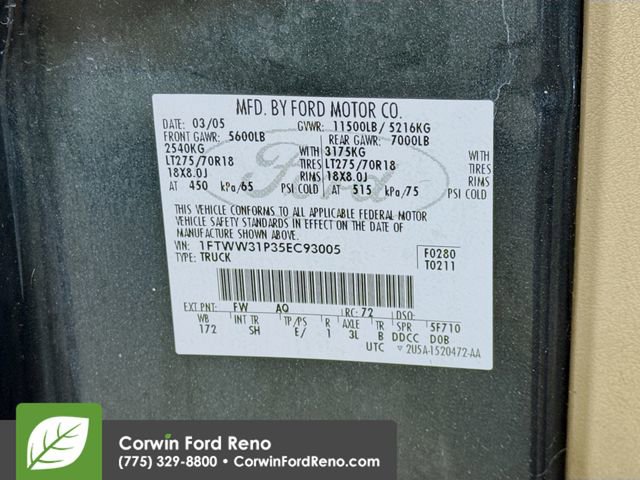 MFD. BY FORD MOTOR CO.
DATE: 03/05 GVWR: 11500LB / 5216KG
FRONT GAWR: 5600LB REAR GAWR: 7000LB
2540KG WITH 3175KG WITH
LT275/70R18 TIRES LT275/70R18 TIRES
18X8.0J RIMS 18X8.0J RIMS
AT 450 kPa/65 PSI COLD AT 515 kPa/75 PSI COLD
Ford
THIS VEHICLE CONFORMS TO ALL APPLICABLE FEDERAL MOTOR
VEHICLE SAFETY STANDARDS IN EFFECT ON THE DATE OF
MANUFACTURE SHOWN ABOVE.
VIN: 1FTWW31P35EC93005 F0280
TYPE: TRUCK T0211
EXT PNT: FW AQ RC: 72 DSO:
WB INT TR TP/PS R AXLE TR SPR 5F710
172 SH E/ 1 3L B DDCC D0B
UTC ▽ 2U5A-1520472-AA
Corwin Ford Reno
(775) 329-8800 • CorwinFordReno.com